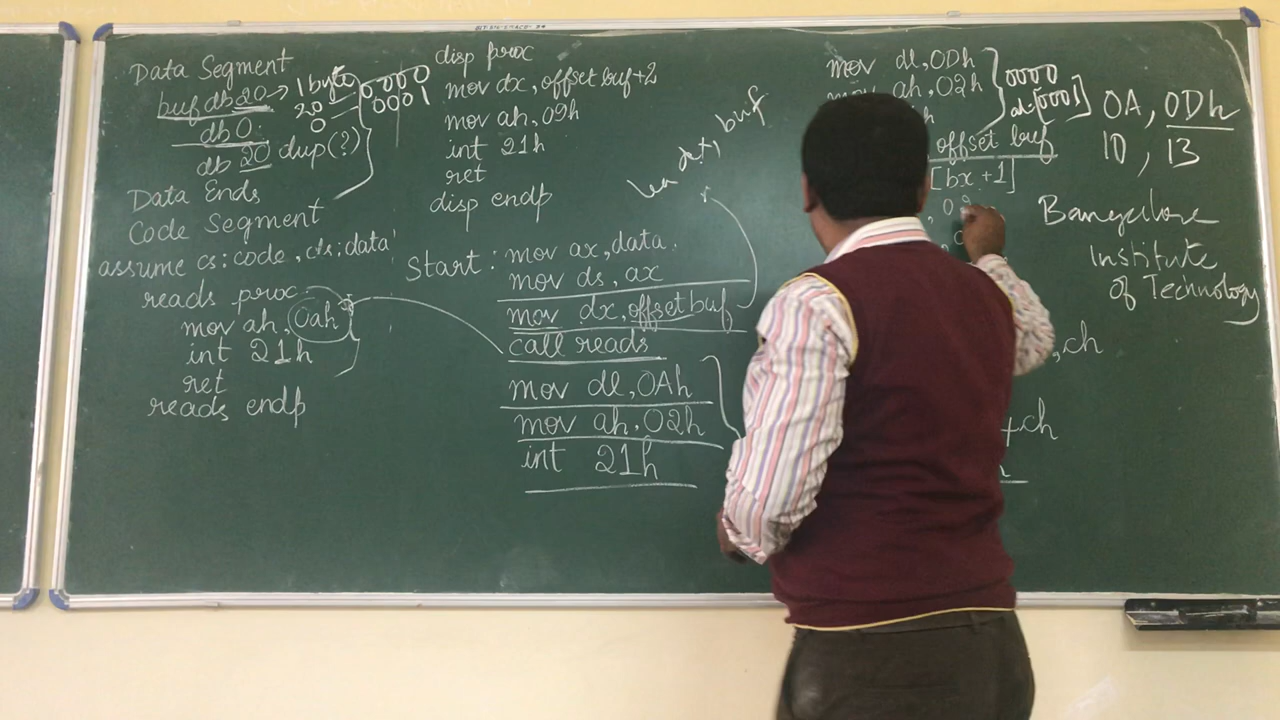 Data Segment
buf db 20 → 1 byte
20
0
0000
0001
db 0
db 20 dup(?)
Data Ends
Code Segment
assume cs:code, ds:data
reads proc
mov ah, 0ah
int 21h
ret
reads endp
disp proc
mov dx, offset buf+2
mov ah, 09h
int 21h
ret
disp endp
Start: mov ax, data
mov ds, ax
mov dx, offset buf
call reads
mov dl, 0Ah
mov ah, 02h
int 21h
lea dx, buf
mov dl, 0Dh
ah, 02h
h
offset buf
[bx+1]
0000
[0001]
0A, 0Dh
10, 13
Bangalore
Institute
of Technology
, ch
ch